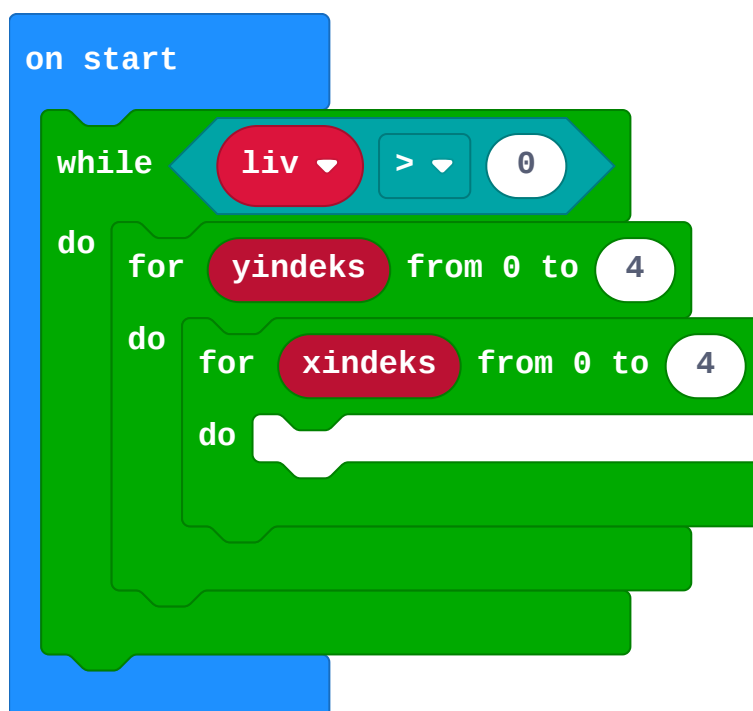 on start
while liv > 0
do
for yindeks from 0 to 4
do
for xindeks from 0 to 4
do